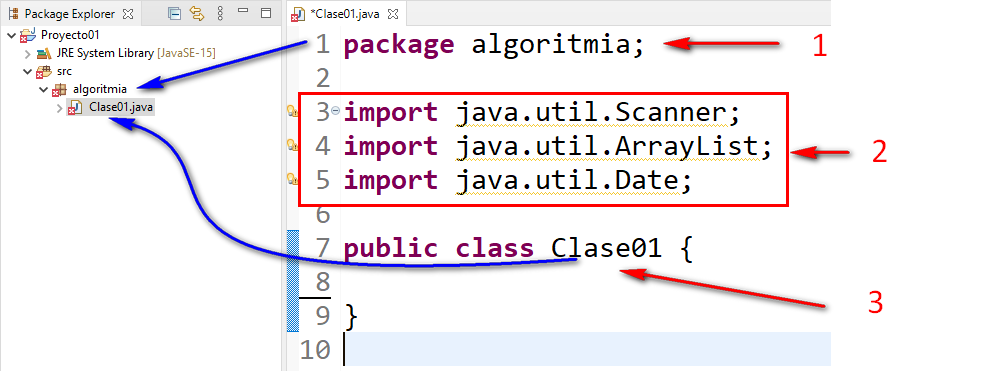 Package Explorer
Proyecto01
JRE System Library [JavaSE-15]
src
algoritmia
Clase01.java
*Clase01.java
1 package algoritmia;
2
3 import java.util.Scanner;
4 import java.util.ArrayList;
5 import java.util.Date;
6
7 public class Clase01 {
8
9 }
10
1
2
3